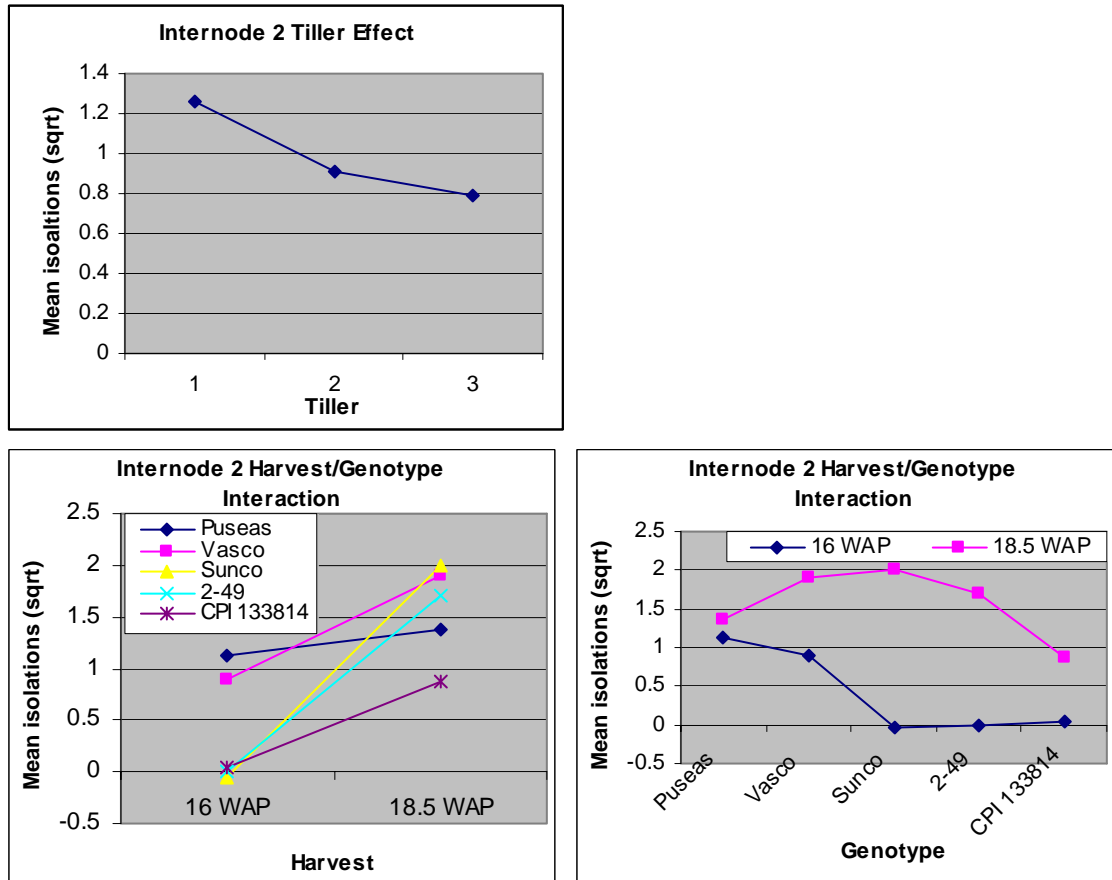 Internode 2 Tiller Effect
1.4
1.2
1
0.8
0.6
0.4
0.2
0
Mean isoaltions (sqrt)
1 2 3
Tiller
Internode 2 Harvest/Genotype
Interaction
2.5
2
1.5
1
0.5
0
-0.5
Mean isolations (sqrt)
Puseas
Vasco
Sunco
2-49
CPI 133814
16 WAP 18.5 WAP
Harvest
Internode 2 Harvest/Genotype
Interaction
2.5
2
1.5
1
0.5
0
-0.5
Mean isolations (sqrt)
16 WAP 18.5 WAP
Puseas
Vasco
Sunco
2-49
CPI 133814
Genotype